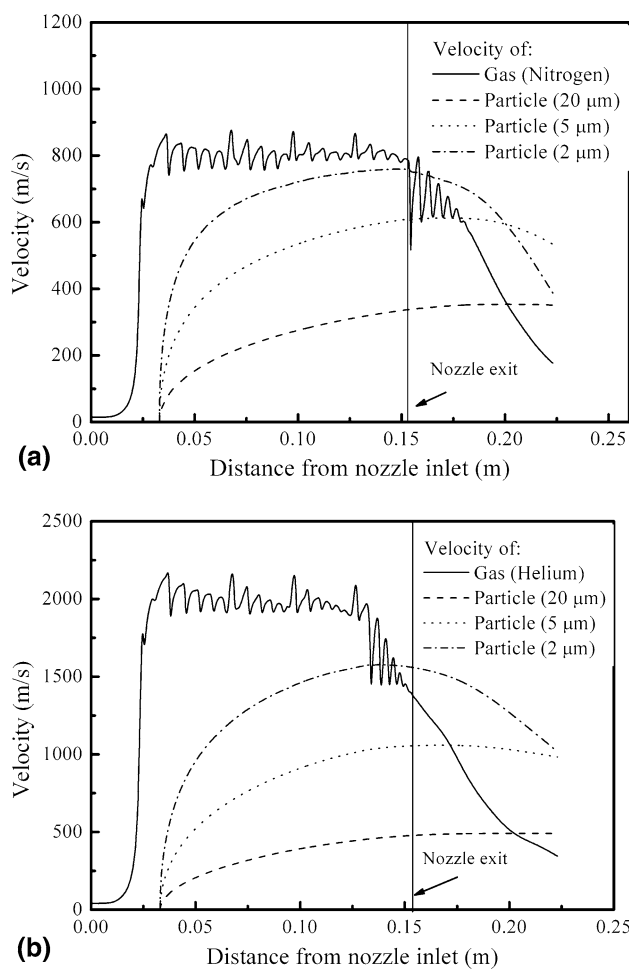 1200
1000
800
600
400
200
0
Velocity (m/s)
Velocity of:
Gas (Nitrogen)
Particle (20 μm)
Particle (5 μm)
Particle (2 μm)
Nozzle exit
0.00 0.05 0.10 0.15 0.20 0.25
(a)
Distance from nozzle inlet (m)
2500
2000
1500
1000
500
0
Velocity (m/s)
Velocity of:
Gas (Helium)
Particle (20 μm)
Particle (5 μm)
Particle (2 μm)
Nozzle exit
0.00 0.05 0.10 0.15 0.20 0.25
(b)
Distance from nozzle inlet (m)